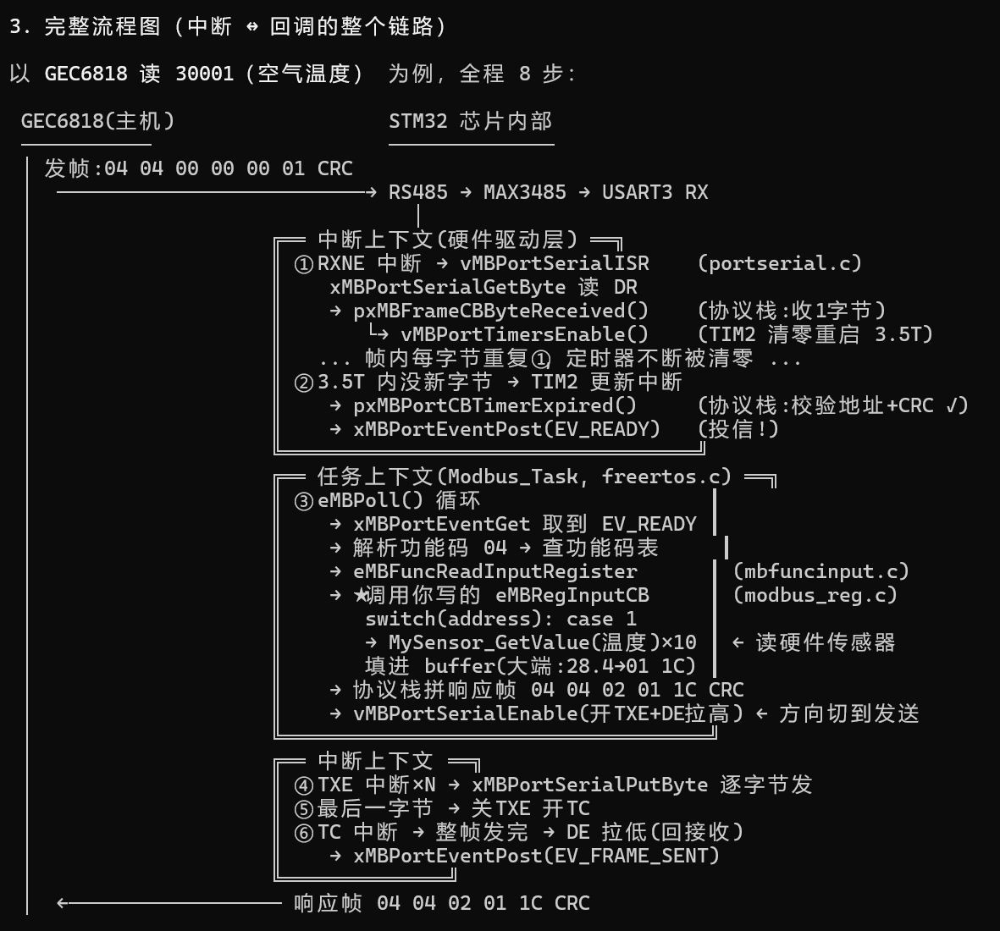 3. 完整流程图 (中断 ↔ 回调的整个链路)
以 GEC6818 读 30001 (空气温度) 为例, 全程 8 步:
GEC6818(主机) STM32 芯片内部
发帧:04 04 00 00 00 01 CRC
→ RS485 → MAX3485 → USART3 RX
中断上下文(硬件驱动层)
①RXNE 中断 → vMBPortSerialISR (portserial.c)
xMBPortSerialGetByte 读 DR
→ pxMBFrameCBByteReceived() (协议栈:收1字节)
└→ vMBPortTimersEnable() (TIM2 清零重启 3.5T)
... 帧内每字节重复①, 定时器不断被清零 ...
②3.5T 内没新字节 → TIM2 更新中断
→ pxMBPortCBTimerExpired() (协议栈:校验地址+CRC √)
→ xMBPortEventPost(EV_READY) (投信!)
任务上下文(Modbus_Task, freertos.c)
③eMBPoll() 循环
→ xMBPortEventGet 取到 EV_READY
→ 解析功能码 04 → 查功能码表
→ eMBFuncReadInputRegister (mbfuncinput.c)
→ ★调用你写的 eMBRegInputCB (modbus_reg.c)
switch(address): case 1
→ MySensor_GetValue(温度)×10 ← 读硬件传感器
填进 buffer(大端:28.4→01 1C)
→ 协议栈拼响应帧 04 04 02 01 1C CRC
→ vMBPortSerialEnable(开TXE+DE拉高) ← 方向切到发送
中断上下文
④TXE 中断×N → xMBPortSerialPutByte 逐字节发
⑤最后一字节 → 关TXE 开TC
⑥TC 中断 → 整帧发完 → DE 拉低(回接收)
→ xMBPortEventPost(EV_FRAME_SENT)
← 响应帧 04 04 02 01 1C CRC